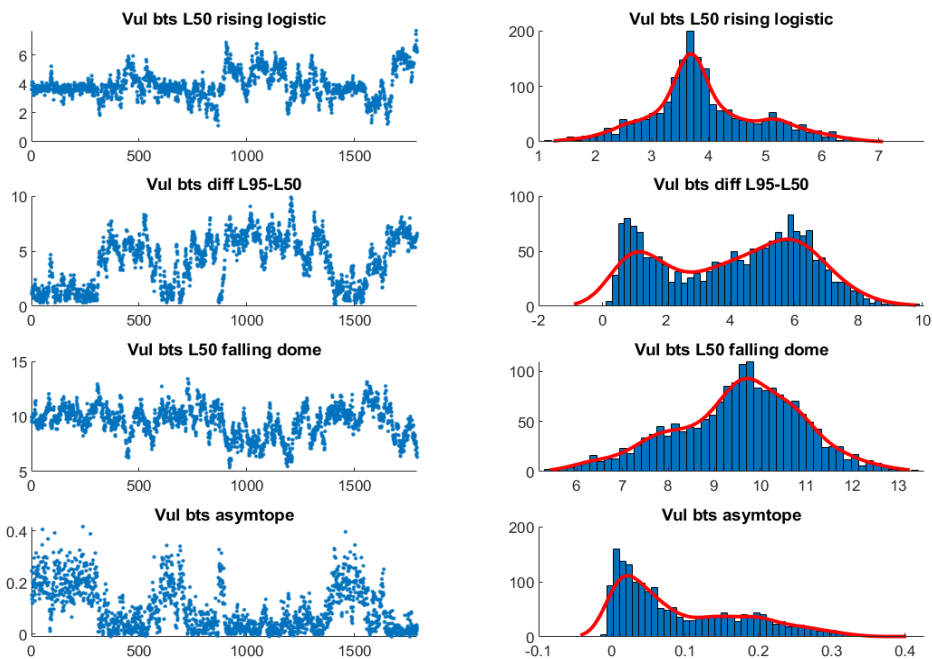 Vul bts L50 rising logistic
6
4
2
0
0 500 1000 1500
Vul bts L50 rising logistic
200
100
0
1 2 3 4 5 6 7
Vul bts diff L95-L50
10
5
0
0 500 1000 1500
Vul bts diff L95-L50
100
50
0
-2 0 2 4 6 8 10
Vul bts L50 falling dome
15
10
5
0 500 1000 1500
Vul bts L50 falling dome
100
50
0
6 7 8 9 10 11 12 13
Vul bts asymtope
0.4
0.2
0
0 500 1000 1500
Vul bts asymtope
200
100
0
-0.1 0 0.1 0.2 0.3 0.4